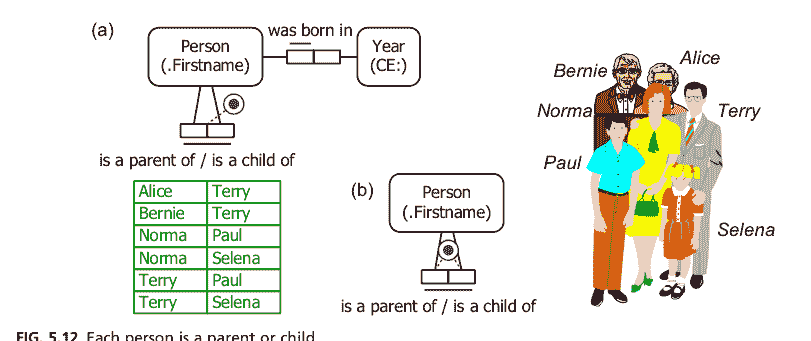 (a)
Person
(.Firstname)
was born in
Year
(CE:)
is a parent of / is a child of
Alice Terry
Bernie Terry
Norma Paul
Norma Selena
Terry Paul
Terry Selena
(b)
Person
(.Firstname)
is a parent of / is a child of
Bernie
Alice
Norma
Terry
Paul
Selena
FIG. 5.12 Each person is a parent or child